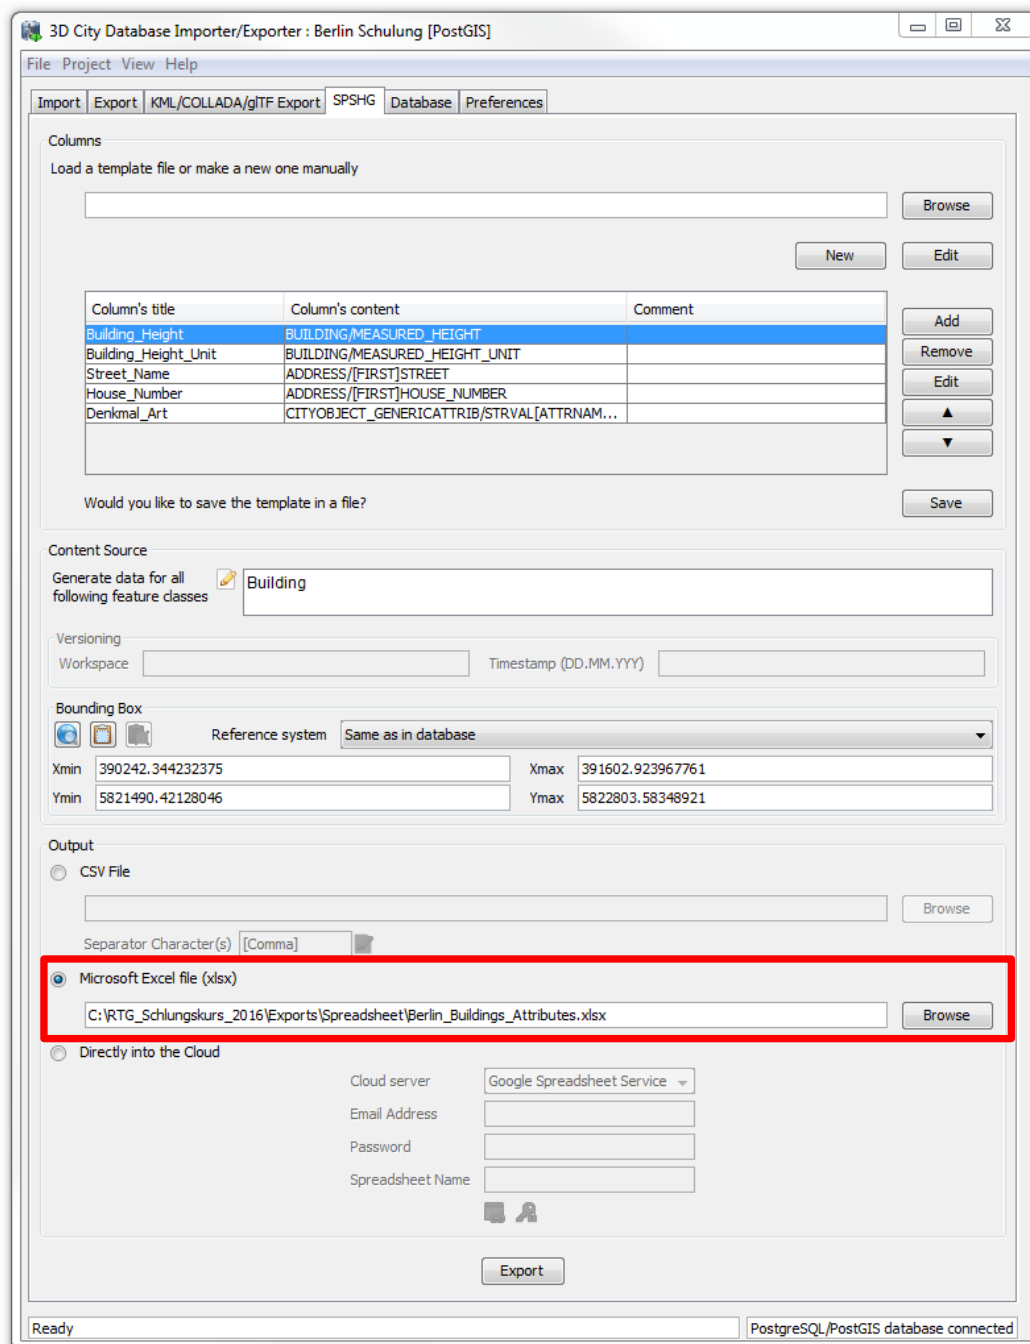 3D City Database Importer/Exporter : Berlin Schulung [PostGIS]
File Project View Help
Import Export KML/COLLADA/glTF Export SPSHG Database Preferences
Columns
Load a template file or make a new one manually
Browse
New Edit
Column's title Column's content Comment
Building_Height BUILDING/MEASURED_HEIGHT
Building_Height_Unit BUILDING/MEASURED_HEIGHT_UNIT
Street_Name ADDRESS/[FIRST]STREET
House_Number ADDRESS/[FIRST]HOUSE_NUMBER
Denkmal_Art CITYOBJECT_GENERICATTRIB/STRVAL[ATTRNAM...
Add
Remove
Edit
▲
▼
Would you like to save the template in a file? Save
Content Source
Generate data for all
following feature classes
Building
Versioning
Workspace Timestamp (DD.MM.YYY)
Bounding Box
Reference system Same as in database
Xmin 390242.344232375 Xmax 391602.923967761
Ymin 5821490.42128046 Ymax 5822803.58348921
Output
CSV File
Browse
Separator Character(s) [Comma]
Microsoft Excel file (xlsx)
C:\RTG_Schlungskurs_2016\Exports\Spreadsheet\Berlin_Buildings_Attributes.xlsx Browse
Directly into the Cloud
Cloud server Google Spreadsheet Service
Email Address
Password
Spreadsheet Name
Export
Ready PostgreSQL/PostGIS database connected